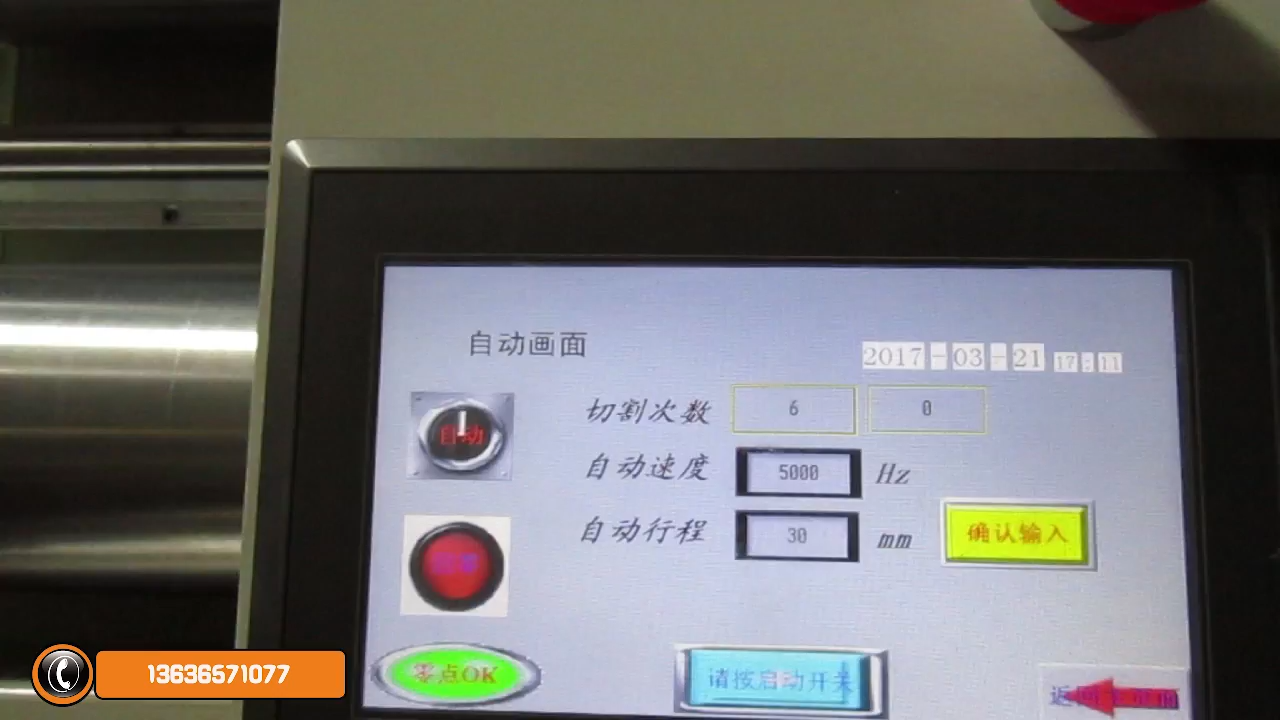 自动画面
2017-03-21 17:11
自动
切割次数 6 0
自动速度 5000 Hz
自动行程 30 mm
确认输入
零点OK
请按启动开关
13636571077